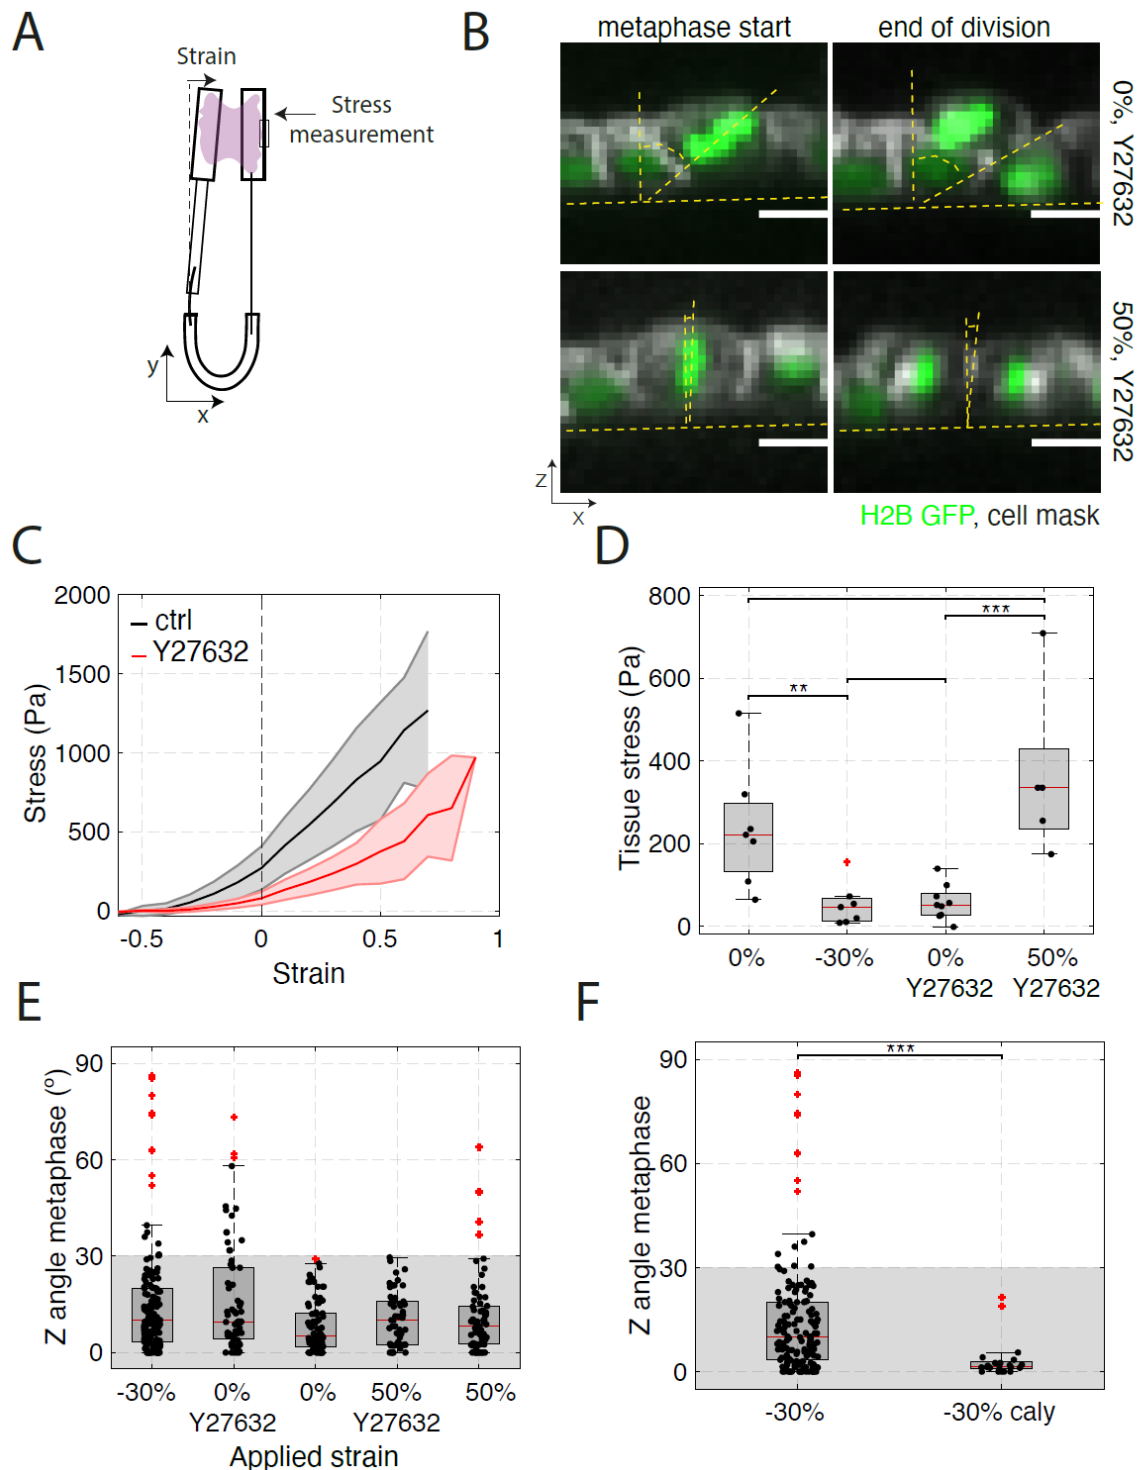 A
Strain
Stress
measurement
y
x
B
metaphase start
end of division
0%, Y27632
50%, Y27632
Z
X
H2B GFP, cell mask
C
2000
1500
1000
500
0
ctrl
Y27632
Stress (Pa)
-0.5
0
0.5
1
Strain
D
800
600
400
200
0
Tissue stress (Pa)
***
**
0%
-30%
0%
50%
Y27632
Y27632
E
90
60
30
0
Z angle metaphase (º)
-30%
0%
0%
50%
50%
Y27632
Y27632
Applied strain
F
90
60
30
0
Z angle metaphase
***
-30%
-30% caly